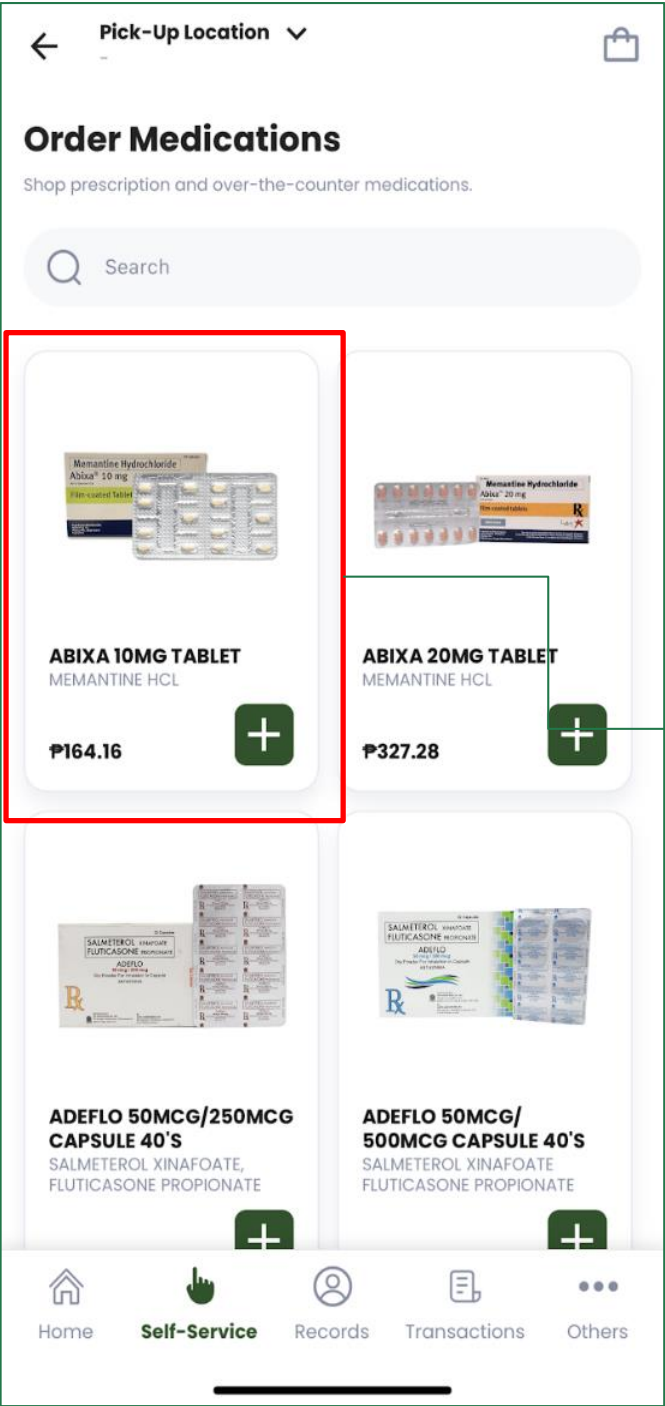 Pick-Up Location
-
Order Medications
Shop prescription and over-the-counter medications.
Search
Memantine Hydrochloride
Abixa® 10 mg
Film-coated Tablet
Memantine Hydrochloride
Abixa® 20 mg
Film-coated tablets
ABIXA 10MG TABLET
MEMANTINE HCL
₱164.16
ABIXA 20MG TABLET
MEMANTINE HCL
₱327.28
SALMETEROL XINAFOATE
FLUTICASONE PROPIONATE
ADEFLO
SALMETEROL XINAFOATE
FLUTICASONE PROPIONATE
ADEFLO
ADEFLO 50MCG/250MCG
CAPSULE 40'S
SALMETEROL XINAFOATE,
FLUTICASONE PROPIONATE
ADEFLO 50MCG/
500MCG CAPSULE 40'S
SALMETEROL XINAFOATE
FLUTICASONE PROPIONATE
Home
Self-Service
Records
Transactions
Others